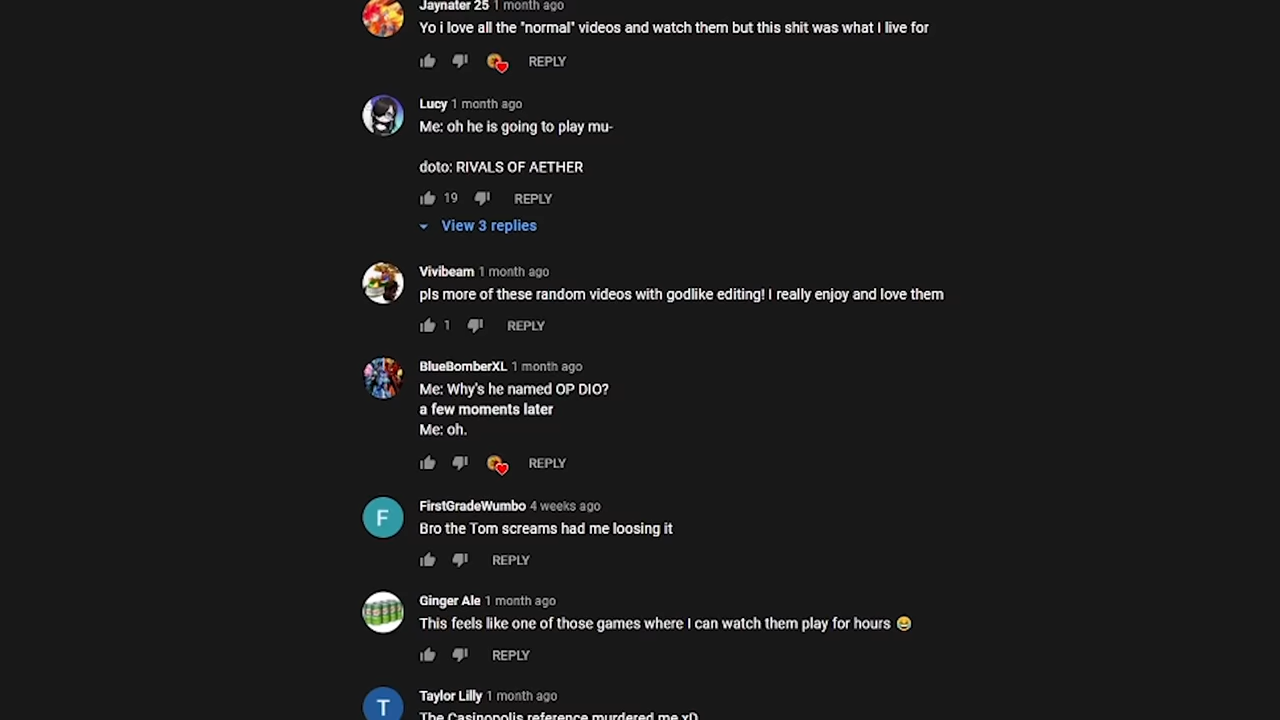 Jaynater 25 1 month ago
Yo i love all the "normal" videos and watch them but this shit was what I live for
REPLY
Lucy 1 month ago
Me: oh he is going to play mu-
doto: RIVALS OF AETHER
19 REPLY
View 3 replies
Vivibeam 1 month ago
pls more of these random videos with godlike editing! I really enjoy and love them
1 REPLY
BlueBomberXL 1 month ago
Me: Why's he named OP DIO?
a few moments later
Me: oh.
REPLY
F
FirstGradeWumbo 4 weeks ago
Bro the Tom screams had me loosing it
REPLY
Ginger Ale 1 month ago
This feels like one of those games where I can watch them play for hours 😂
REPLY
T
Taylor Lilly 1 month ago
The Casinopolis reference murdered me xD